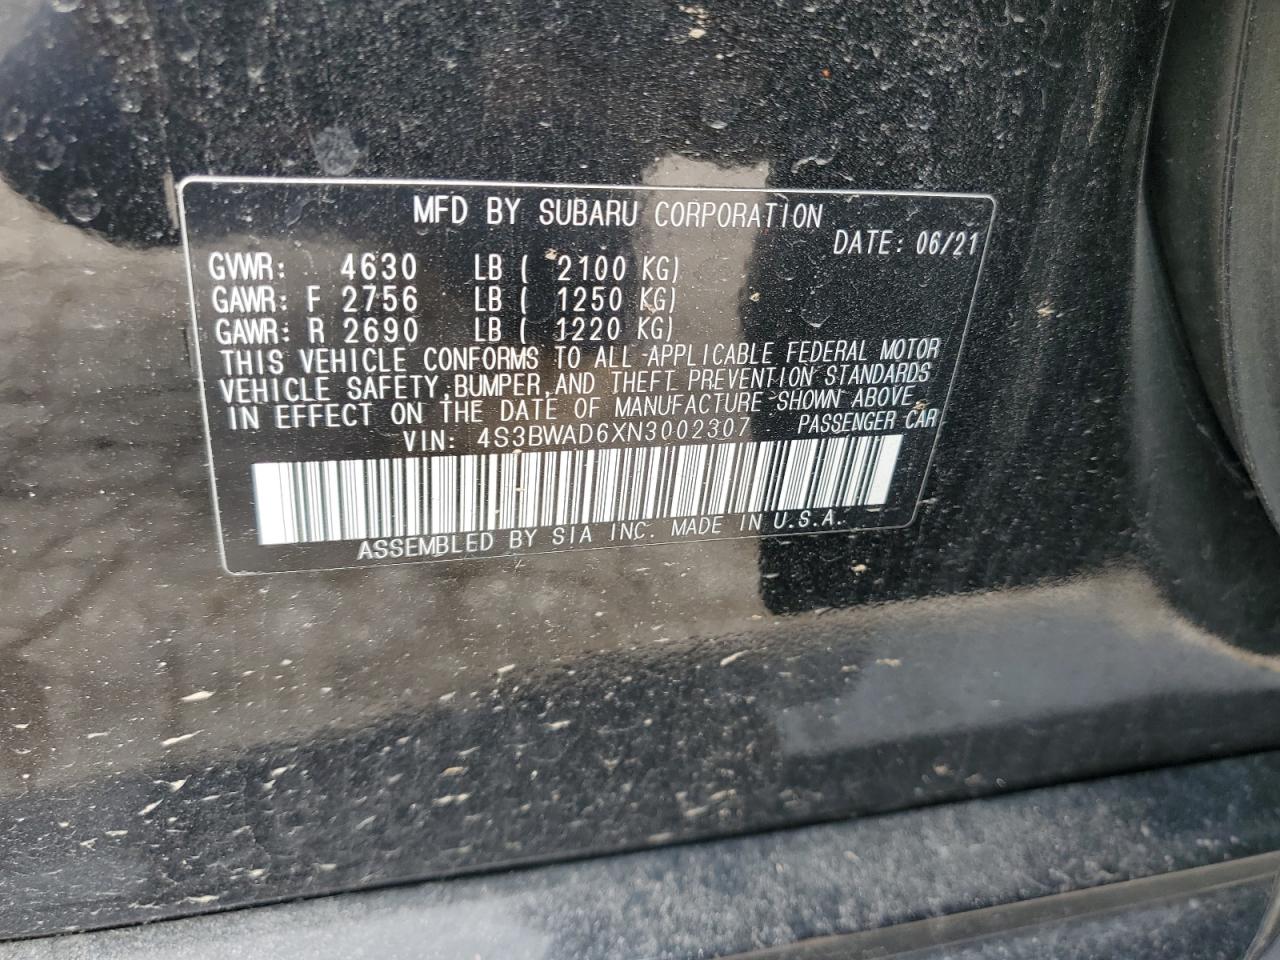 MFD BY SUBARU CORPORATION
DATE: 06/21
GVWR: 4630 LB ( 2100 KG)
GAWR: F 2756 LB ( 1250 KG)
GAWR: R 2690 LB ( 1220 KG)
THIS VEHICLE CONFORMS TO ALL APPLICABLE FEDERAL MOTOR
VEHICLE SAFETY,BUMPER,AND THEFT PREVENTION STANDARDS
IN EFFECT ON THE DATE OF MANUFACTURE SHOWN ABOVE.
VIN: 4S3BWAD6XN3002307 PASSENGER CAR
ASSEMBLED BY SIA INC. MADE IN U.S.A.